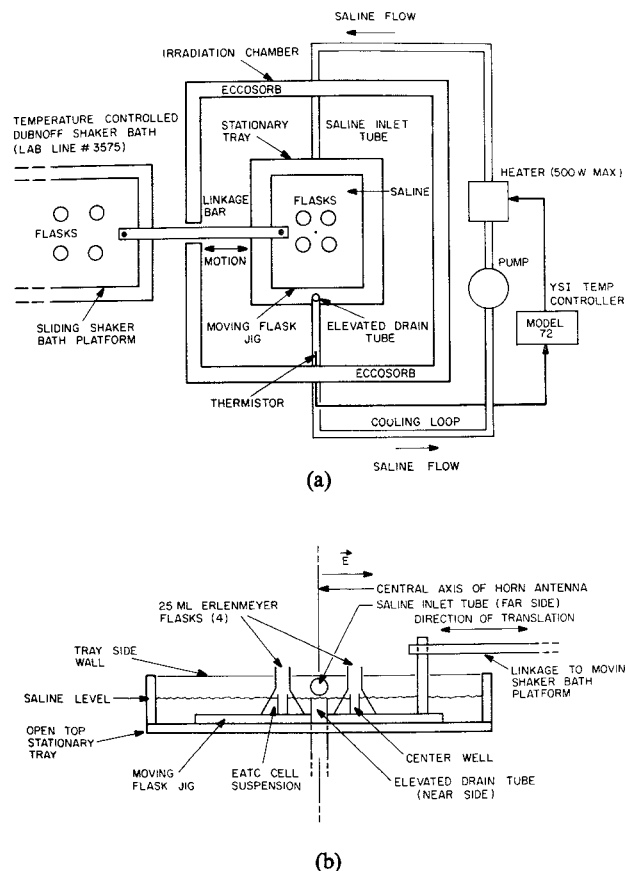 SALINE FLOW
IRRADIATION CHAMBER
ECCOSORB
TEMPERATURE CONTROLLED
DUBNOFF SHAKER BATH
(LAB LINE # 3575)
STATIONARY
TRAY
SALINE INLET
TUBE
HEATER (500 W MAX)
LINKAGE
BAR
FLASKS
SALINE
FLASKS
MOTION
PUMP
YSI TEMP
CONTROLLER
MODEL
72
SLIDING SHAKER
BATH PLATFORM
MOVING FLASK
JIG
ELEVATED DRAIN
TUBE
ECCOSORB
THERMISTOR
COOLING LOOP
SALINE FLOW
(a)
E
CENTRAL AXIS OF HORN ANTENNA
25 ML ERLENMEYER
FLASKS (4)
SALINE INLET TUBE (FAR SIDE)
DIRECTION OF TRANSLATION
TRAY SIDE
WALL
LINKAGE TO MOVIN
SHAKER BATH
PLATFORM
SALINE LEVEL
OPEN TOP
STATIONARY
TRAY
MOVING
FLASK JIG
EATC CELL
SUSPENSION
CENTER WELL
ELEVATED DRAIN TUBE
(NEAR SIDE)
(b)